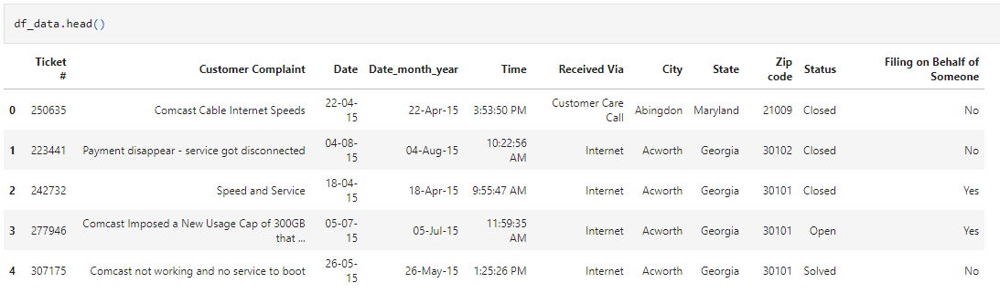 df_data.head()
Ticket # Customer Complaint Date Date_month_year Time Received Via City State Zip code Status Filing on Behalf of Someone
0 250635 Comcast Cable Internet Speeds 22-04-15 22-Apr-15 3:53:50 PM Customer Care Call Abingdon Maryland 21009 Closed No
1 223441 Payment disappear - service got disconnected 04-08-15 04-Aug-15 10:22:56 AM Internet Acworth Georgia 30102 Closed No
2 242732 Speed and Service 18-04-15 18-Apr-15 9:55:47 AM Internet Acworth Georgia 30101 Closed Yes
3 277946 Comcast Imposed a New Usage Cap of 300GB that ... 05-07-15 05-Jul-15 11:59:35 AM Internet Acworth Georgia 30101 Open Yes
4 307175 Comcast not working and no service to boot 26-05-15 26-May-15 1:25:26 PM Internet Acworth Georgia 30101 Solved No